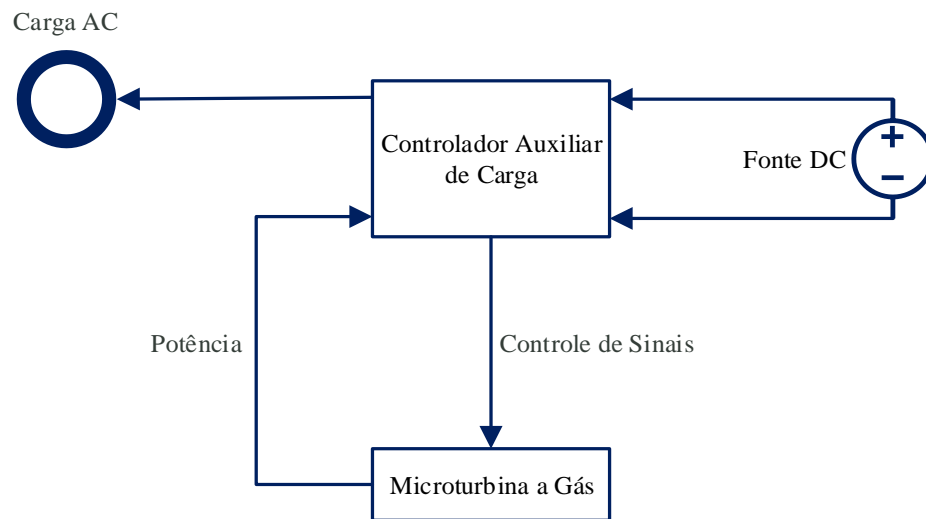 Carga AC
Controlador Auxiliar
de Carga
Fonte DC
+
−
Potência
Controle de Sinais
Microturbina a Gás